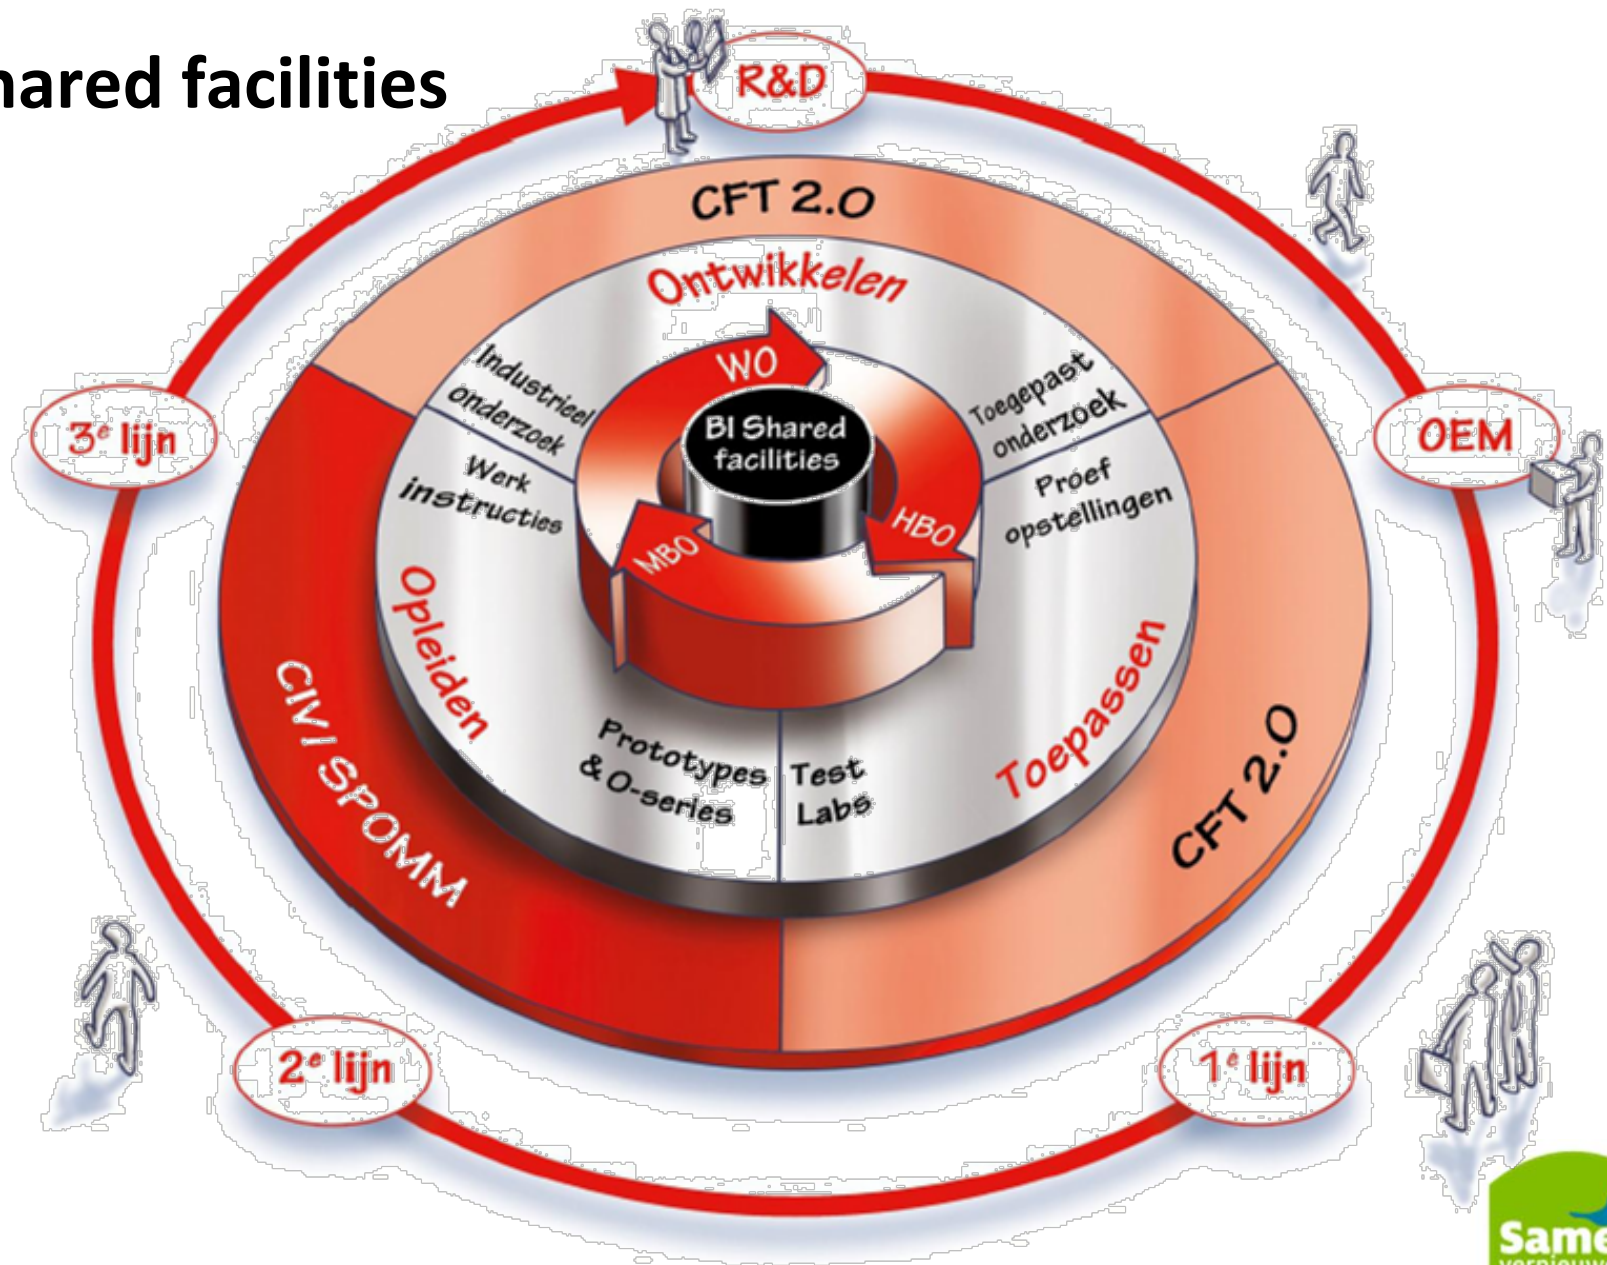 hared facilities
R&D
CFT 2.0
Ontwikkelen
WO
Industrieel
onderzoek
Toegepast
onderzoek
BI Shared
facilities
3e lijn
OEM
Werk
instructies
Proef
opstellingen
HBO
MBO
Opleiden
Toepassen
CIV / SPOMM
CFT 2.0
Prototypes
& O-series
Test
Labs
2e lijn
1e lijn
Same
vernieuw